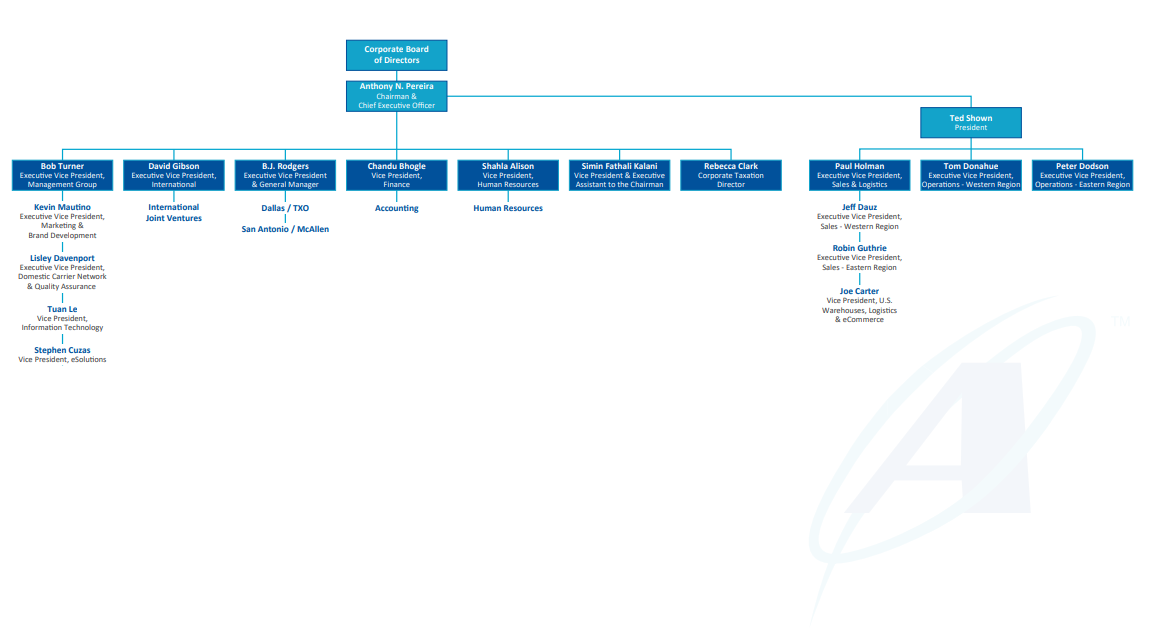 Corporate Board
of Directors
Anthony N. Pereira
Chairman &
Chief Executive Officer
Ted Shown
President
Bob Turner
Executive Vice President,
Management Group
David Gibson
Executive Vice President,
International
B.J. Rodgers
Executive Vice President
& General Manager
Chandu Bhogle
Vice President,
Finance
Shahla Alison
Vice President,
Human Resources
Simin Fathali Kalani
Vice President & Executive
Assistant to the Chairman
Rebecca Clark
Corporate Taxation
Director
Paul Holman
Executive Vice President,
Sales & Logistics
Tom Donahue
Executive Vice President,
Operations - Western Region
Peter Dodson
Executive Vice President,
Operations - Eastern Region
Kevin Mautino
Executive Vice President,
Marketing &
Brand Development
Lisley Davenport
Executive Vice President,
Domestic Carrier Network
& Quality Assurance
Tuan Le
Vice President,
Information Technology
Stephen Cuzas
Vice President, eSolutions
International
Joint Ventures
Dallas / TXO
San Antonio / McAllen
Accounting
Human Resources
Jeff Dauz
Executive Vice President,
Sales - Western Region
Robin Guthrie
Executive Vice President,
Sales - Eastern Region
Joe Carter
Vice President, U.S.
Warehouses, Logistics
& eCommerce
A
TM